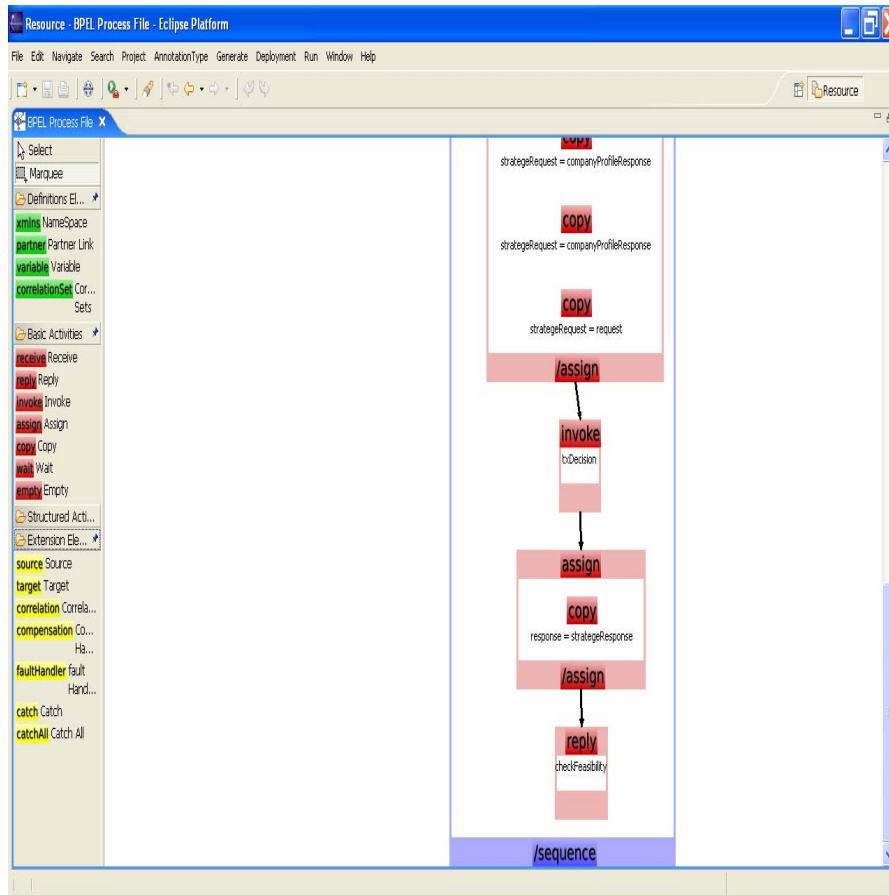 Resource - BPEL Process File - Eclipse Platform
File Edit Navigate Search Project AnnotationType Generate Deployment Run Window Help
Resource
BPEL Process File
Select
Marquee
Definitions El...
xmlns NameSpace
partner Partner Link
variable Variable
correlationSet Cor...
Sets
Basic Activities
receive Receive
reply Reply
invoke Invoke
assign Assign
copy Copy
wait Wait
empty Empty
Structured Acti...
Extension Ele...
source Source
target Target
correlation Correla...
compensation Co...
Ha...
faultHandler fault
Hand...
catch Catch
catchAll Catch All
copy
strategeRequest = companyProfileResponse
copy
strategeRequest = companyProfileResponse
copy
strategeRequest = request
/assign
invoke
txDecision
assign
copy
response = strategeResponse
/assign
reply
checkFeasibility
/sequence